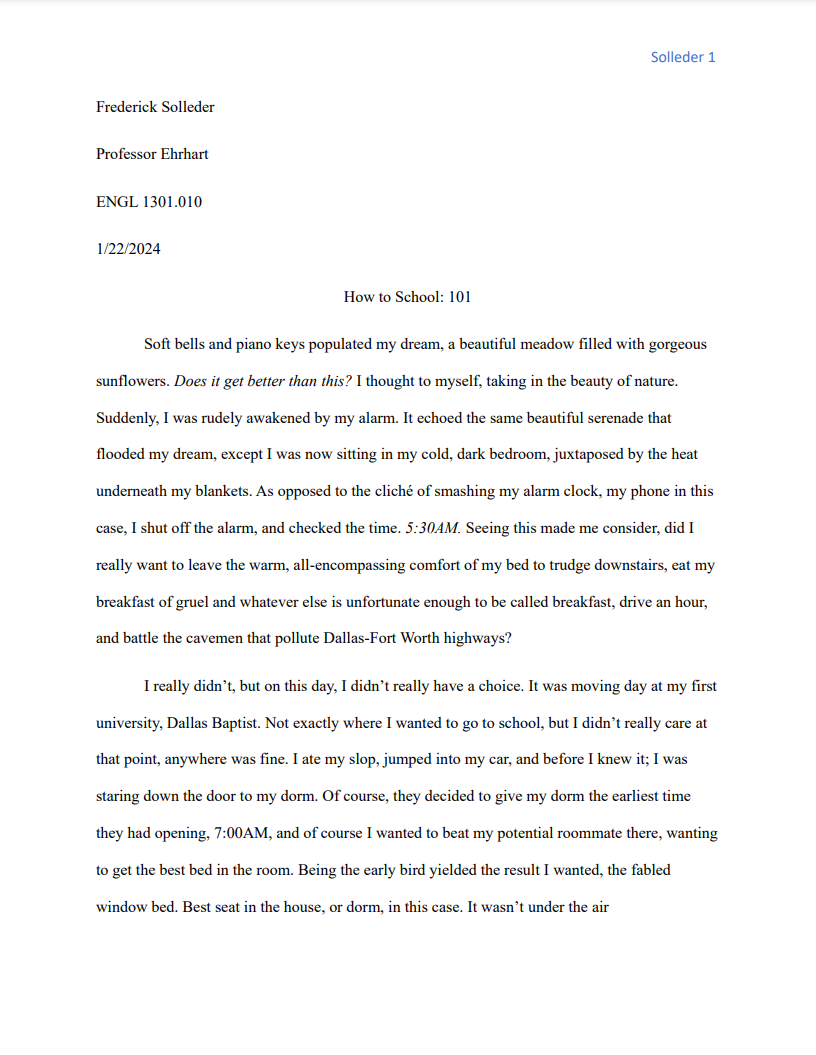 Solleder 1
Frederick Solleder
Professor Ehrhart
ENGL 1301.010
1/22/2024
How to School: 101
Soft bells and piano keys populated my dream, a beautiful meadow filled with gorgeous
sunflowers. Does it get better than this? I thought to myself, taking in the beauty of nature.
Suddenly, I was rudely awakened by my alarm. It echoed the same beautiful serenade that
flooded my dream, except I was now sitting in my cold, dark bedroom, juxtaposed by the heat
underneath my blankets. As opposed to the cliché of smashing my alarm clock, my phone in this
case, I shut off the alarm, and checked the time. 5:30AM. Seeing this made me consider, did I
really want to leave the warm, all-encompassing comfort of my bed to trudge downstairs, eat my
breakfast of gruel and whatever else is unfortunate enough to be called breakfast, drive an hour,
and battle the cavemen that pollute Dallas-Fort Worth highways?
I really didn’t, but on this day, I didn’t really have a choice. It was moving day at my first
university, Dallas Baptist. Not exactly where I wanted to go to school, but I didn’t really care at
that point, anywhere was fine. I ate my slop, jumped into my car, and before I knew it; I was
staring down the door to my dorm. Of course, they decided to give my dorm the earliest time
they had opening, 7:00AM, and of course I wanted to beat my potential roommate there, wanting
to get the best bed in the room. Being the early bird yielded the result I wanted, the fabled
window bed. Best seat in the house, or dorm, in this case. It wasn’t under the air